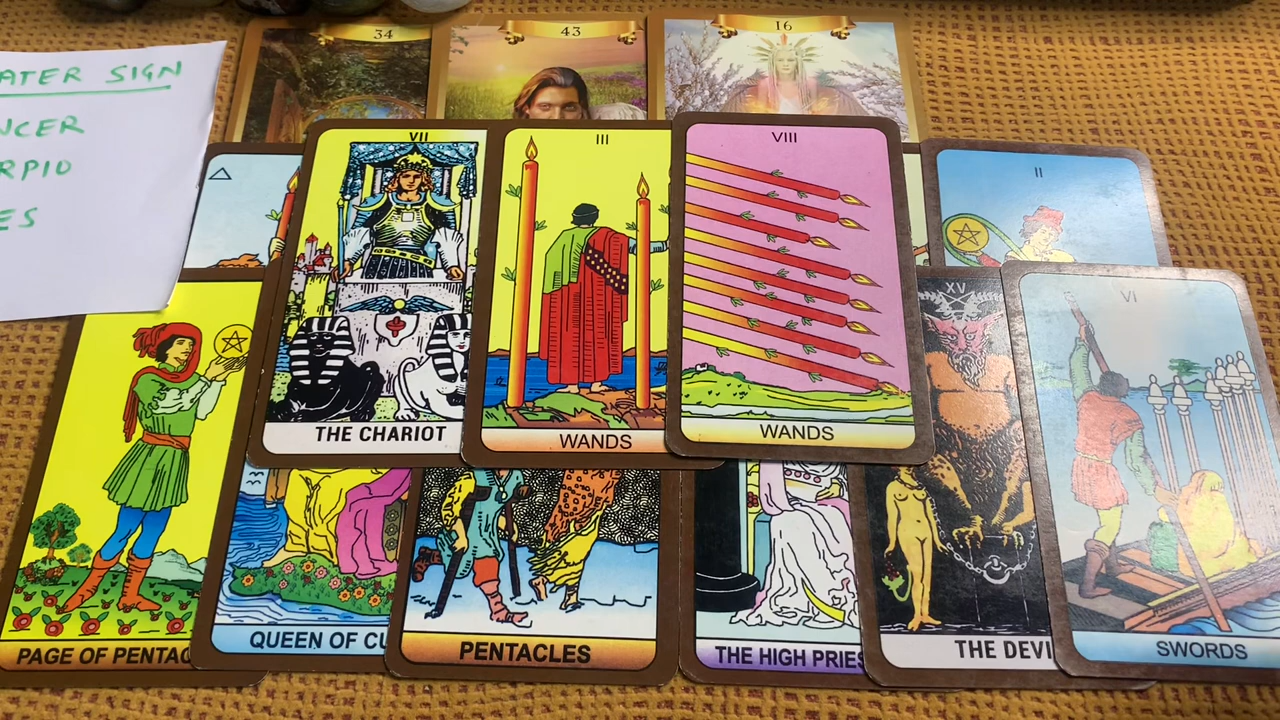 ATER SIGN
NCER
RPIO
ES
34
43
16
VII
THE CHARIOT
III
WANDS
VIII
WANDS
II
PAGE OF PENTAC
QUEEN OF CU
PENTACLES
THE HIGH PRIES
XV
THE DEVI
VI
SWORDS